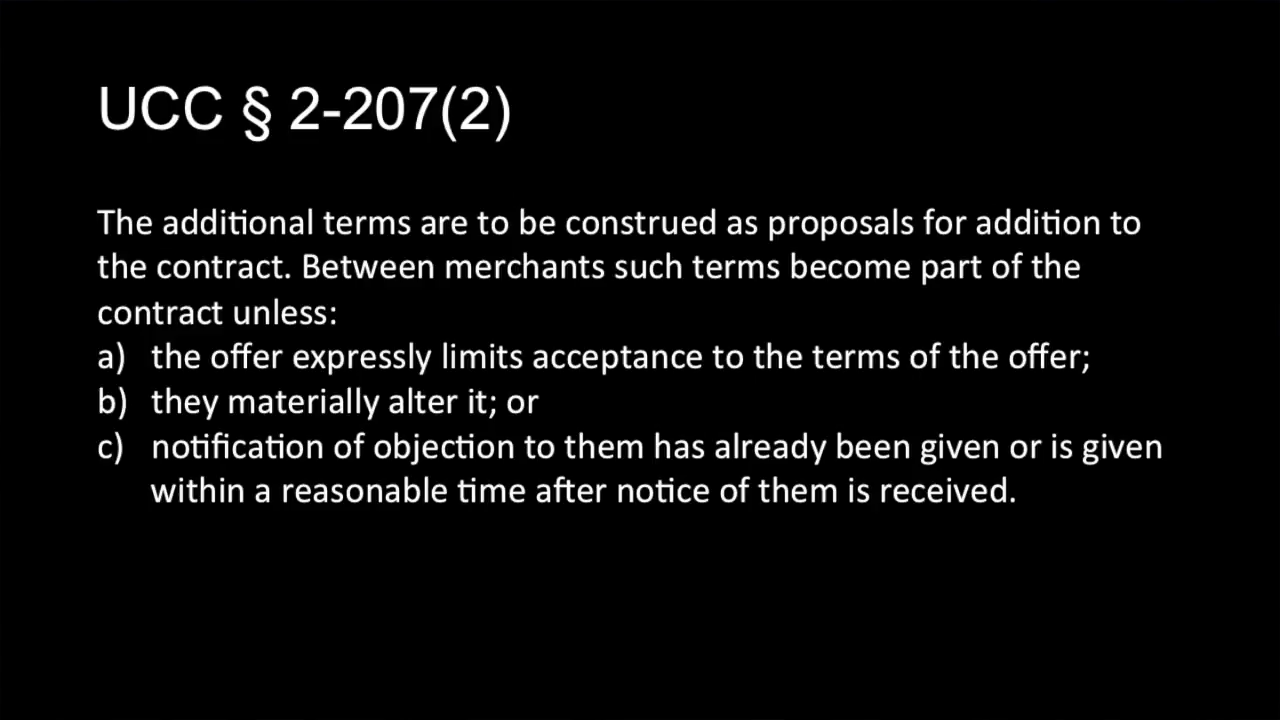 UCC § 2-207(2)
The additional terms are to be construed as proposals for addition to
the contract. Between merchants such terms become part of the
contract unless:
a) the offer expressly limits acceptance to the terms of the offer;
b) they materially alter it; or
c) notification of objection to them has already been given or is given
within a reasonable time after notice of them is received.